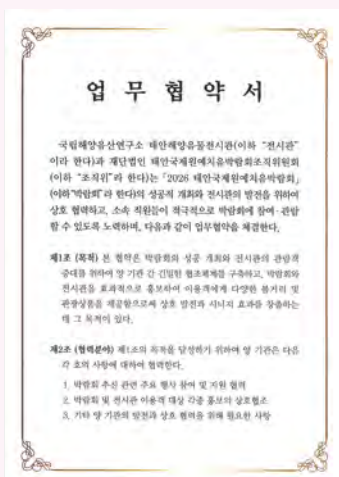 업무협약서
국립해양유산연구소 태안해양유물전시관(이하 "전시관"
이라 한다)과 재단법인 태안국제원예치유박람회조직위원회
(이하 "조직위"라 한다)는 「2026 태안국제원예치유박람회」
(이하"박람회"라 한다)의 성공적 개최와 전시관의 발전을 위하여
상호 협력하고, 소속 직원들이 적극적으로 박람회에 참여·관람
할 수 있도록 노력하며, 다음과 같이 업무협약을 체결한다.
제1조 (목적) 본 협약은 박람회의 성공 개최와 전시관의 관람객
증대를 위하여 양 기관 간 긴밀한 협조체계를 구축하고, 박람회와
전시관을 효과적으로 홍보하여 이용객에게 다양한 볼거리 및
관광상품을 제공함으로써 상호 발전과 시너지 효과를 창출하는
데 그 목적이 있다.
제2조 (협력분야) 제1조의 목적을 달성하기 위하여 양 기관은 다음
각 호의 사항에 대하여 협력한다.
1. 박람회 추진 관련 주요 행사 참여 및 지원 협력
2. 박람회 및 전시관 이용객 대상 각종 홍보의 상호협조
3. 기타 양 기관의 발전과 상호 협력을 위해 필요한 사항